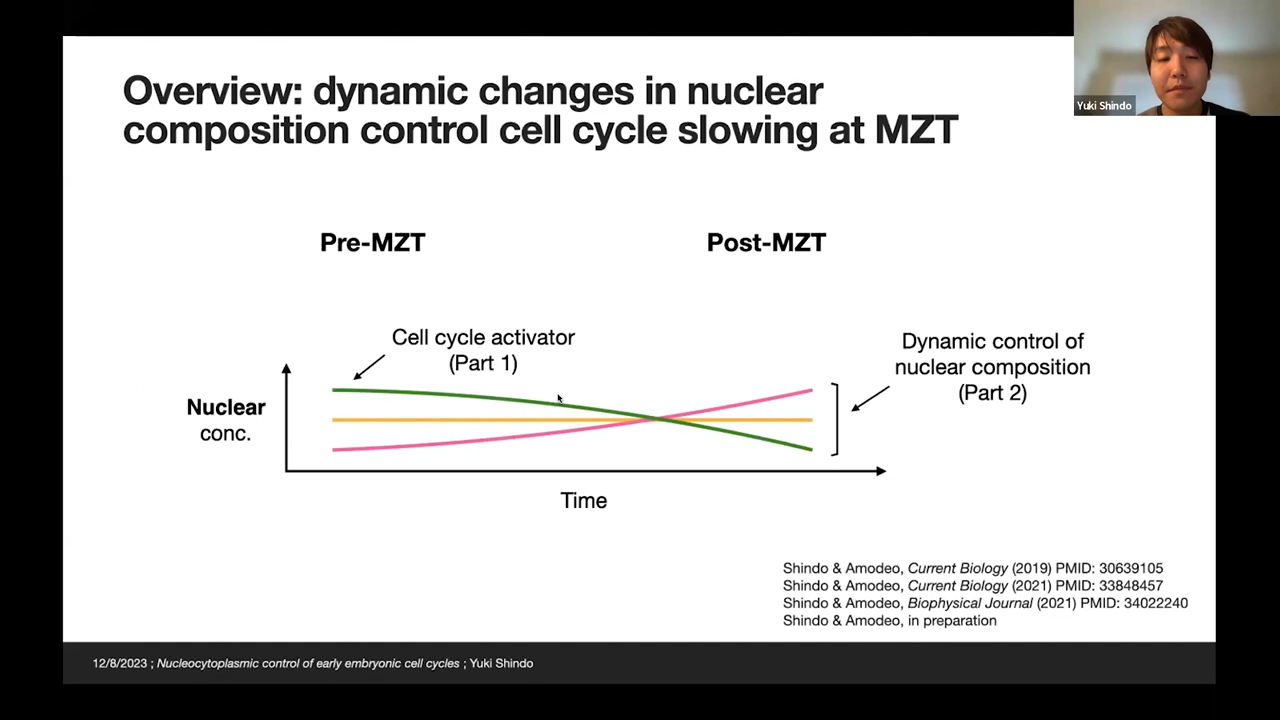 Overview: dynamic changes in nuclear
composition control cell cycle slowing at MZT
Yuki Shindo
Pre-MZT
Post-MZT
Cell cycle activator
(Part 1)
Dynamic control of
nuclear composition
(Part 2)
Nuclear
conc.
Time
Shindo & Amodeo, Current Biology (2019) PMID: 30639105
Shindo & Amodeo, Current Biology (2021) PMID: 33848457
Shindo & Amodeo, Biophysical Journal (2021) PMID: 34022240
Shindo & Amodeo, in preparation
12/8/2023 ; Nucleocytoplasmic control of early embryonic cell cycles ; Yuki Shindo